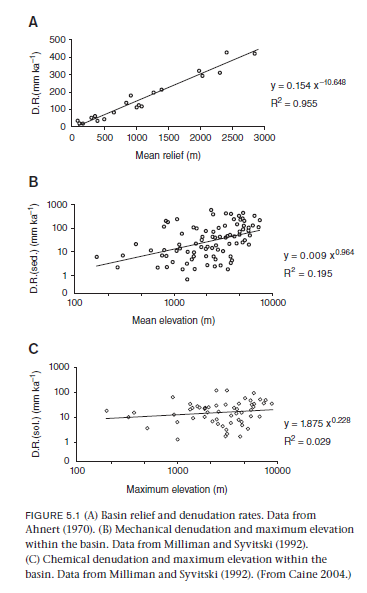 A
500
400
300
200
100
0
D.R.(mm ka⁻¹)
0 500 1000 1500 2000 2500 3000
Mean relief (m)
y = 0.154 x⁻¹⁰·⁶⁴⁸
R² = 0.955
B
1000
100
10
1
0
D.R.(sed.) (mm ka⁻¹)
100 1000 10000
Mean elevation (m)
y = 0.009 x⁰·⁹⁶⁴
R² = 0.195
C
1000
100
10
1
0
D.R.(sol.) (mm ka⁻¹)
100 1000 10000
Maximum elevation (m)
y = 1.875 x⁰·²²⁸
R² = 0.029
FIGURE 5.1 (A) Basin relief and denudation rates. Data from
Ahnert (1970). (B) Mechanical denudation and maximum elevation
within the basin. Data from Milliman and Syvitski (1992).
(C) Chemical denudation and maximum elevation within the
basin. Data from Milliman and Syvitski (1992). (From Caine 2004.)